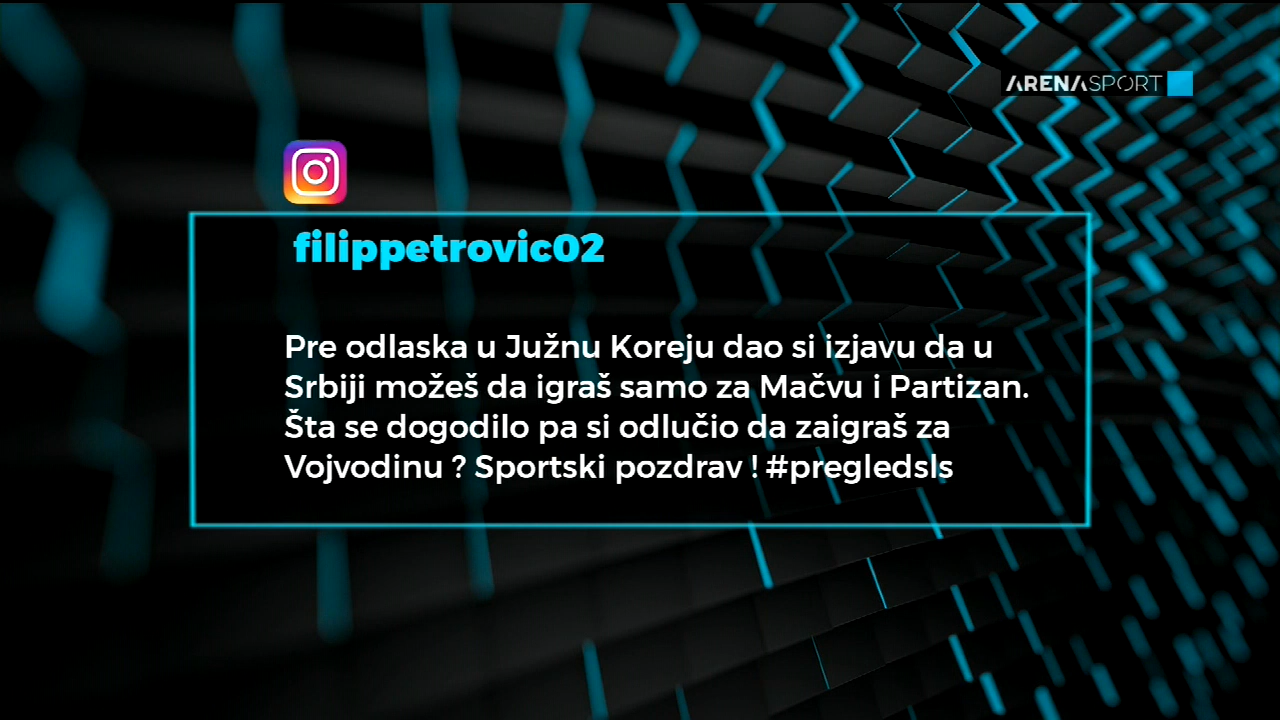 ARENASPORT
filippetrovic02
Pre odlaska u Južnu Koreju dao si izjavu da u
Srbiji možeš da igraš samo za Mačvu i Partizan.
Šta se dogodilo pa si odlučio da zaigraš za
Vojvodinu ? Sportski pozdrav ! #pregledsls